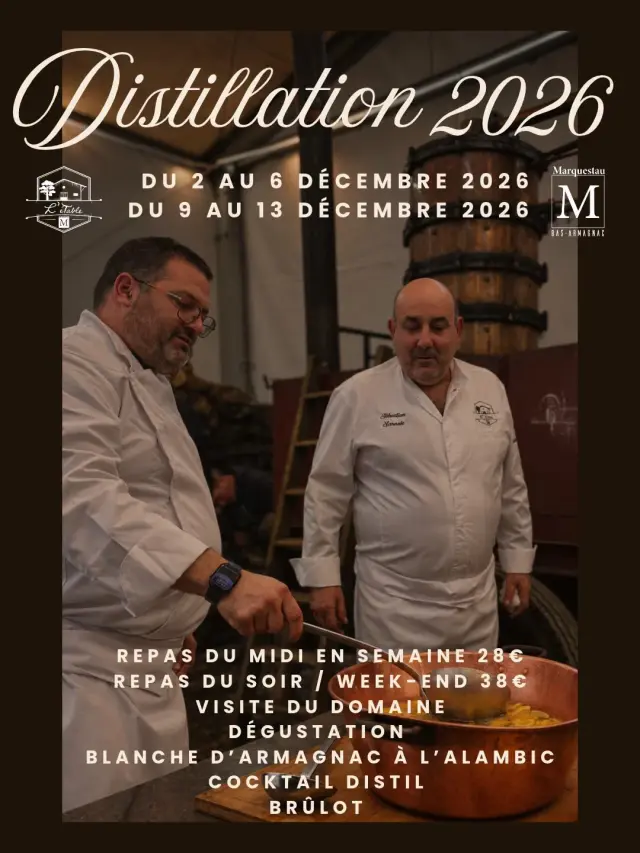 Distillation 2026
DU 2 AU 6 DÉCEMBRE 2026
DU 9 AU 13 DÉCEMBRE 2026
L'étable
M
Marquestau
M
BAS-ARMAGNAC
REPAS DU MIDI EN SEMAINE 28€
REPAS DU SOIR / WEEK-END 38€
VISITE DU DOMAINE
DÉGUSTATION
BLANCHE D’ARMAGNAC À L’ALAMBIC
COCKTAIL DISTIL
BRÛLOT